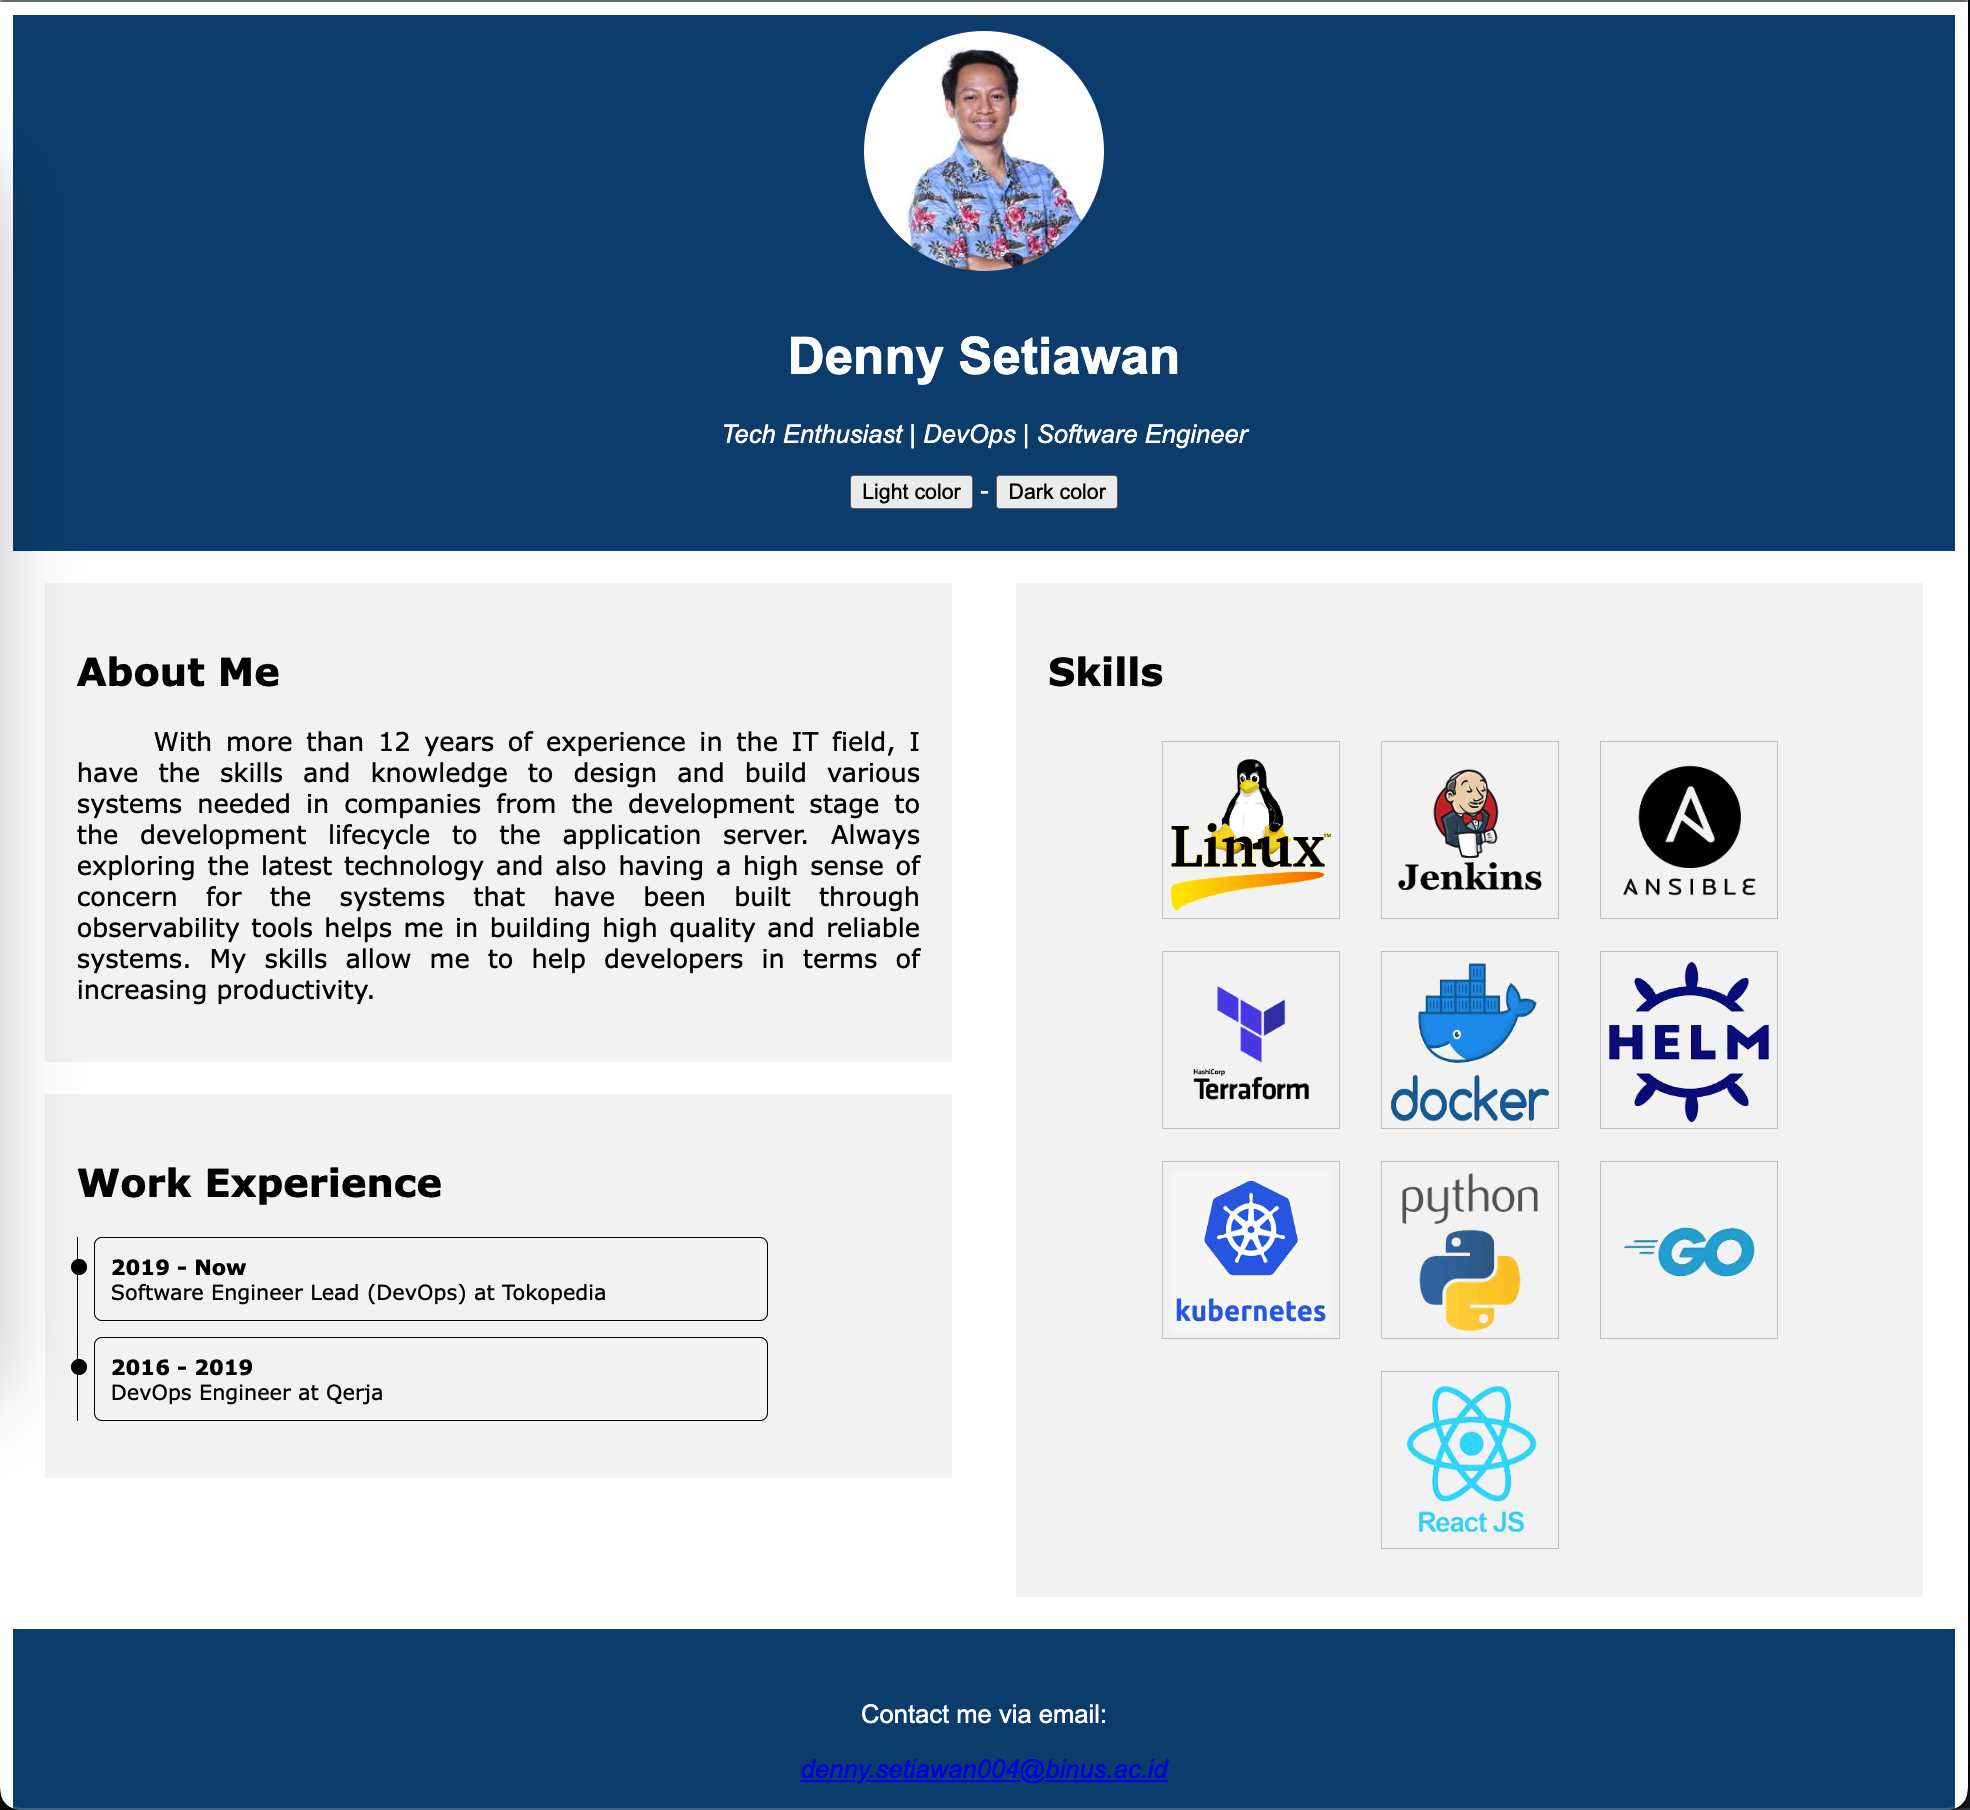 Denny Setiawan
Tech Enthusiast | DevOps | Software Engineer
Light color - Dark color
About Me
With more than 12 years of experience in the IT field, I
have the skills and knowledge to design and build various
systems needed in companies from the development stage to
the development lifecycle to the application server. Always
exploring the latest technology and also having a high sense of
concern for the systems that have been built through
observability tools helps me in building high quality and reliable
systems. My skills allow me to help developers in terms of
increasing productivity.
Work Experience
2019 - Now
Software Engineer Lead (DevOps) at Tokopedia
2016 - 2019
DevOps Engineer at Qerja
Skills
Linux™
Jenkins
ANSIBLE
HashiCorp
Terraform
docker
HELM
kubernetes
python
GO
React JS
Contact me via email:
denny.setiawan004@binus.ac.id